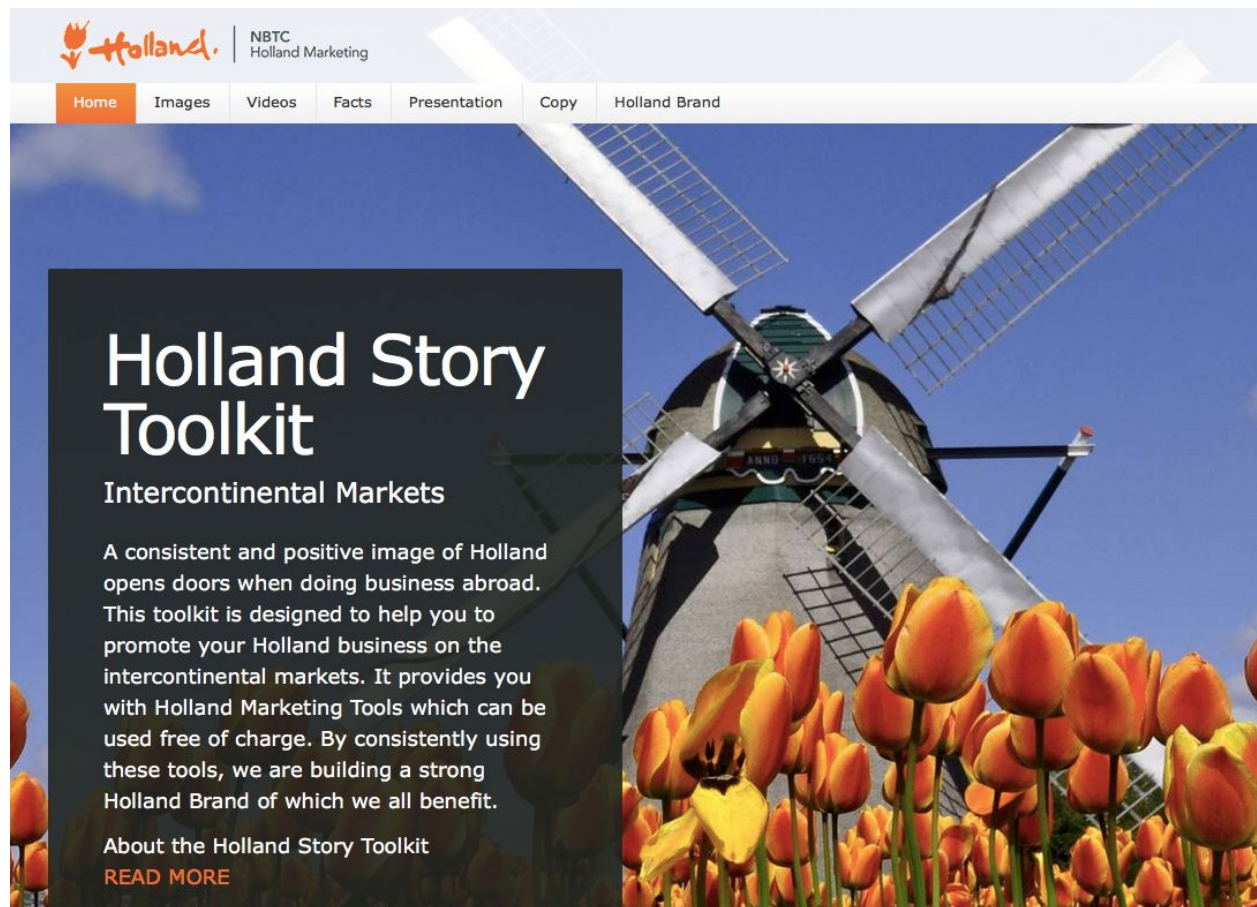 Holland.
NBTC
Holland Marketing
Home Images Videos Facts Presentation Copy Holland Brand
ANNO 1654
Holland Story
Toolkit
Intercontinental Markets
A consistent and positive image of Holland
opens doors when doing business abroad.
This toolkit is designed to help you to
promote your Holland business on the
intercontinental markets. It provides you
with Holland Marketing Tools which can be
used free of charge. By consistently using
these tools, we are building a strong
Holland Brand of which we all benefit.
About the Holland Story Toolkit
READ MORE